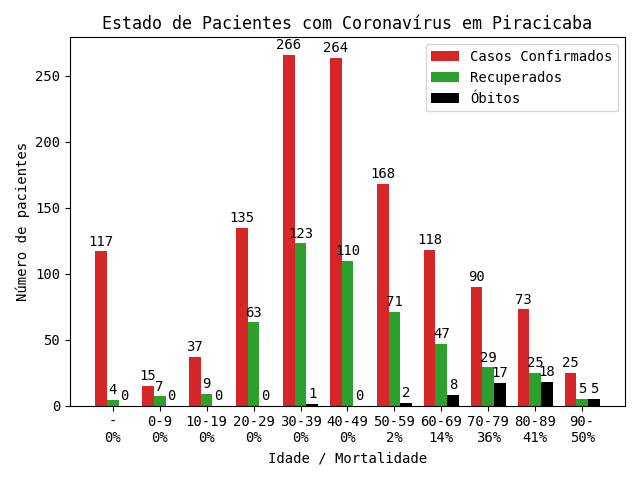 Estado de Pacientes com Coronavírus em Piracicaba
Casos Confirmados
Recuperados
Óbitos
Número de pacientes
250
200
150
100
50
0
117 4 0
15 7 0
37 9 0
135 63 0
266 123 1
264 110 0
168 71 2
118 47 8
90 29 17
73 25 18
25 5 5
- 0-9 10-19 20-29 30-39 40-49 50-59 60-69 70-79 80-89 90-
0% 0% 0% 0% 0% 0% 2% 14% 36% 41% 50%
Idade / Mortalidade